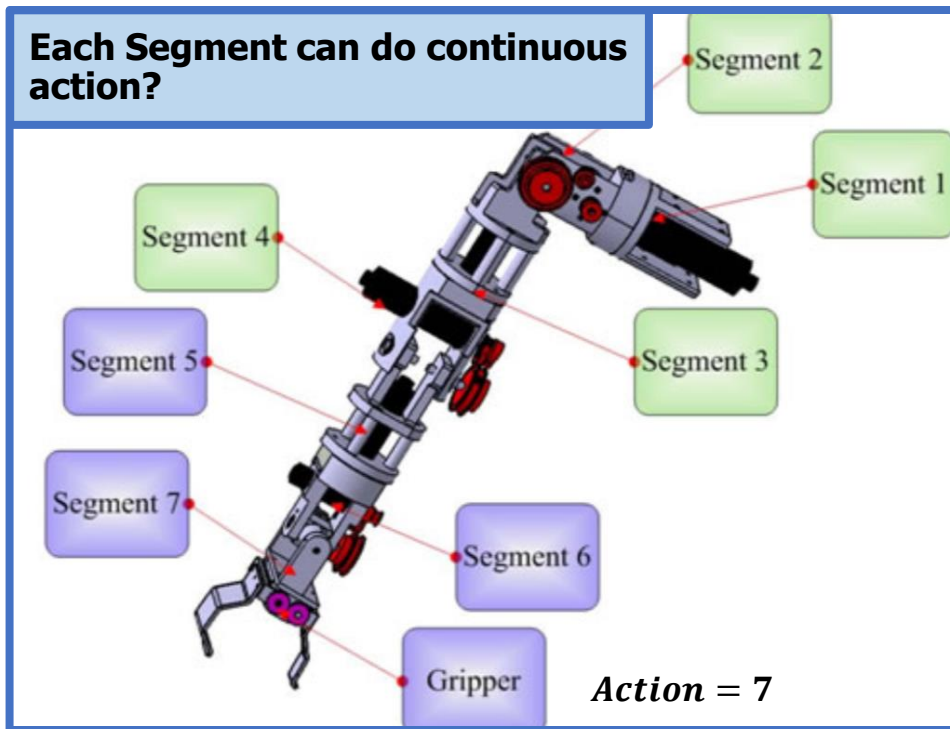 Each Segment can do continuous
action?
Segment 2
Segment 1
Segment 4
Segment 5
Segment 3
Segment 7
Segment 6
Gripper
Action = 7